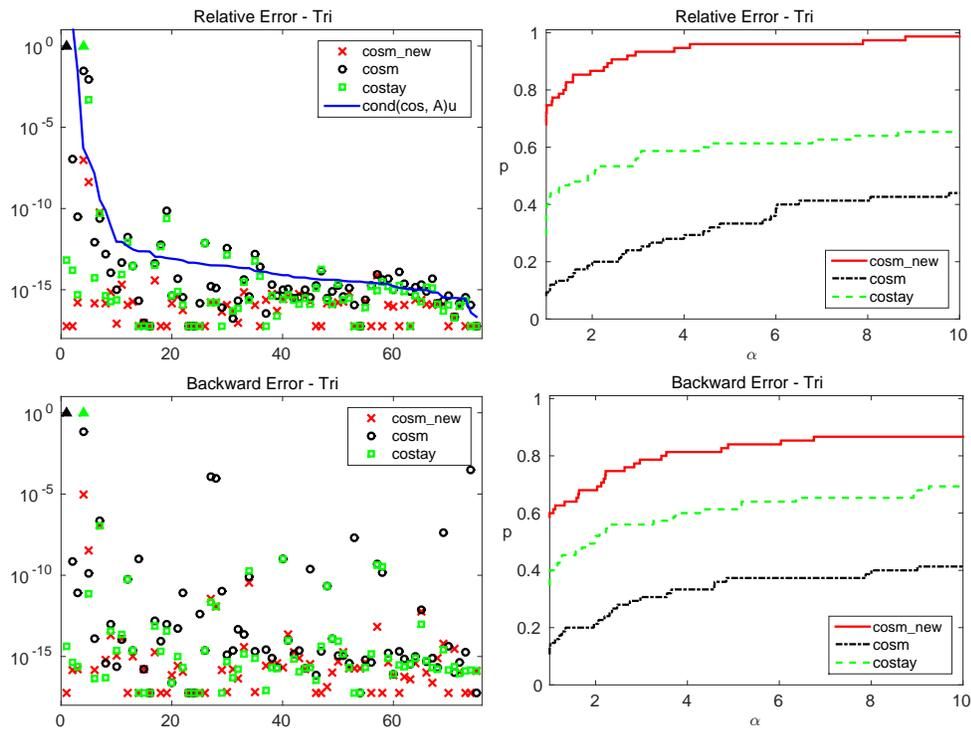 Relative Error - Tri
10^0
10^-5
10^-10
10^-15
0
20
40
60
cosm_new
cosm
costay
cond(cos, A)u
Relative Error - Tri
p
1
0.8
0.6
0.4
0.2
0
2
4
6
8
10
α
cosm_new
cosm
costay
Backward Error - Tri
10^0
10^-5
10^-10
10^-15
0
20
40
60
cosm_new
cosm
costay
Backward Error - Tri
p
1
0.8
0.6
0.4
0.2
0
2
4
6
8
10
α
cosm_new
cosm
costay